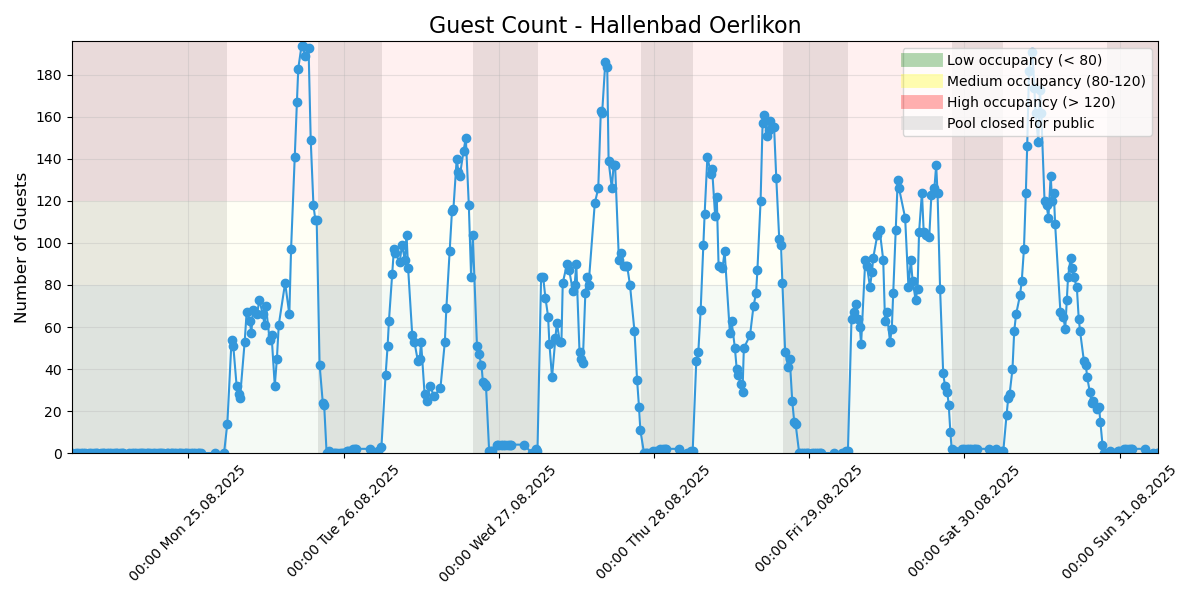 Guest Count - Hallenbad Oerlikon
Low occupancy (< 80)
Medium occupancy (80-120)
High occupancy (> 120)
Pool closed for public
Number of Guests
180
160
140
120
100
80
60
40
20
0
00:00 Mon 25.08.2025
00:00 Tue 26.08.2025
00:00 Wed 27.08.2025
00:00 Thu 28.08.2025
00:00 Fri 29.08.2025
00:00 Sat 30.08.2025
00:00 Sun 31.08.2025